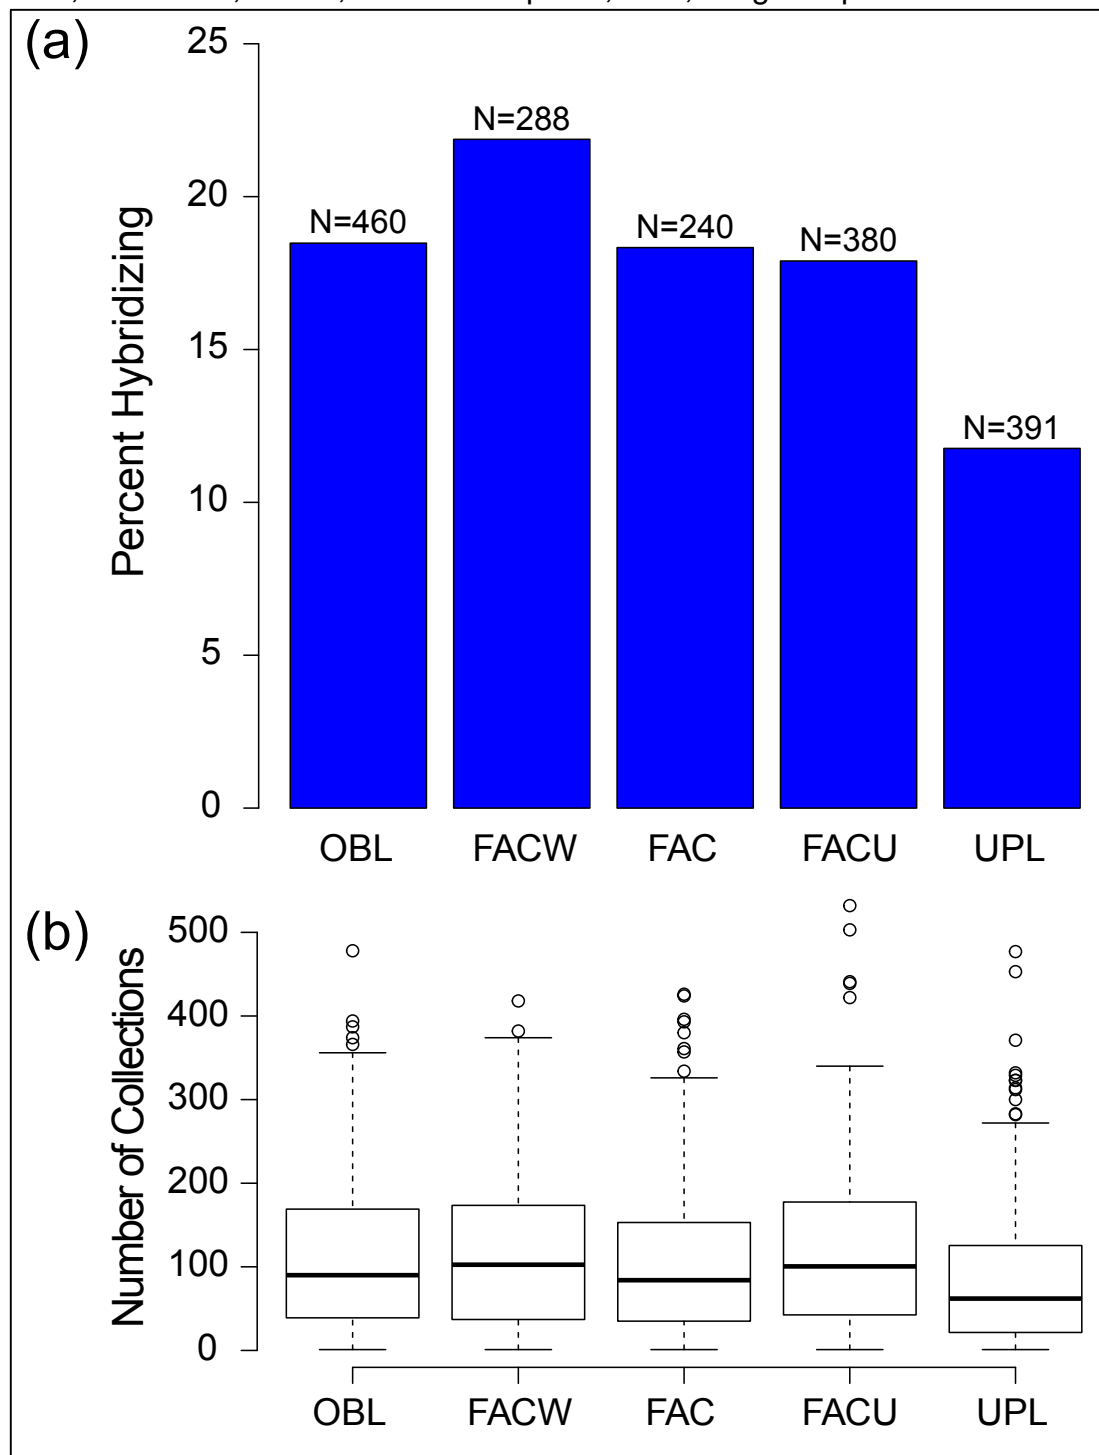 (a)
Percent Hybridizing
25
20
15
10
5
0
N=460
N=288
N=240
N=380
N=391
OBL FACW FAC FACU UPL
(b)
Number of Collections
500
400
300
200
100
0
OBL FACW FAC FACU UPL